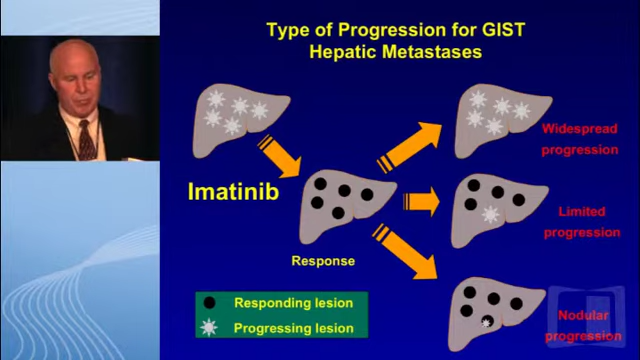 Type of Progression for GIST
Hepatic Metastases
Widespread
progression
Imatinib
Limited
progression
Response
Responding lesion
Progressing lesion
Nodular
progression